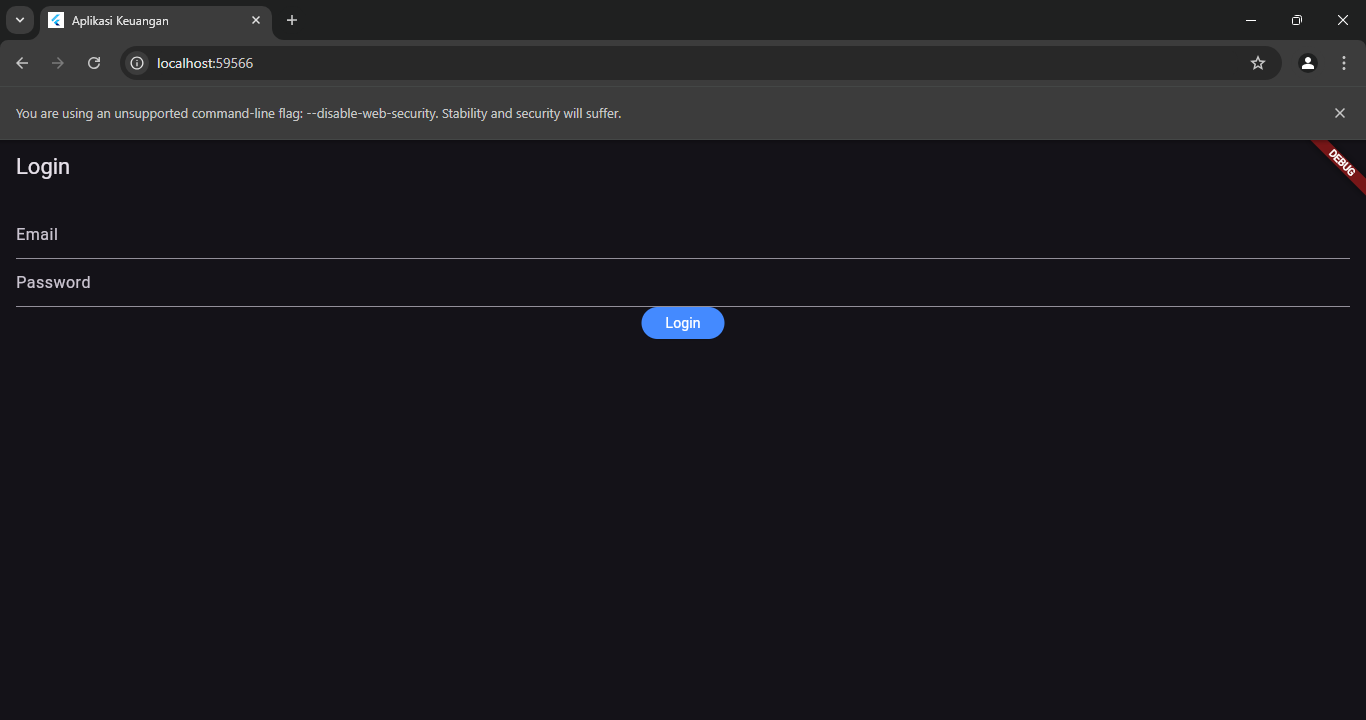 Aplikasi Keuangan
localhost:59566
You are using an unsupported command-line flag: --disable-web-security. Stability and security will suffer.
DEBUG
Login
Email
Password
Login